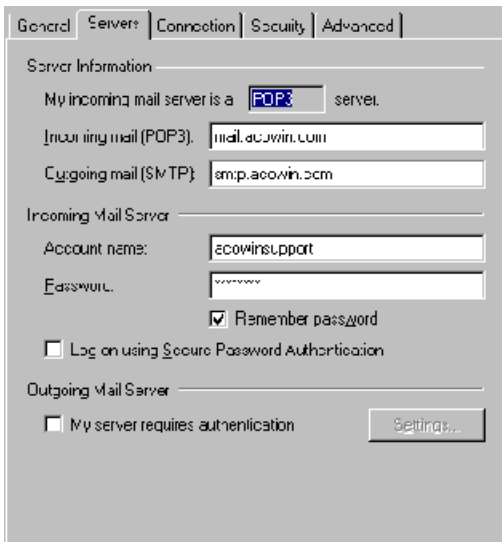 General Servers Connection Security Advanced
Server Information
My incoming mail server is a POP3 server.
Incoming mail (POP3): mail.acowin.com
Outgoing mail (SMTP): smtp.acowin.com
Incoming Mail Server
Account name: acowinsupport
Password: ********
Remember password
Log on using Secure Password Authentication
Outgoing Mail Server
My server requires authentication Settings...